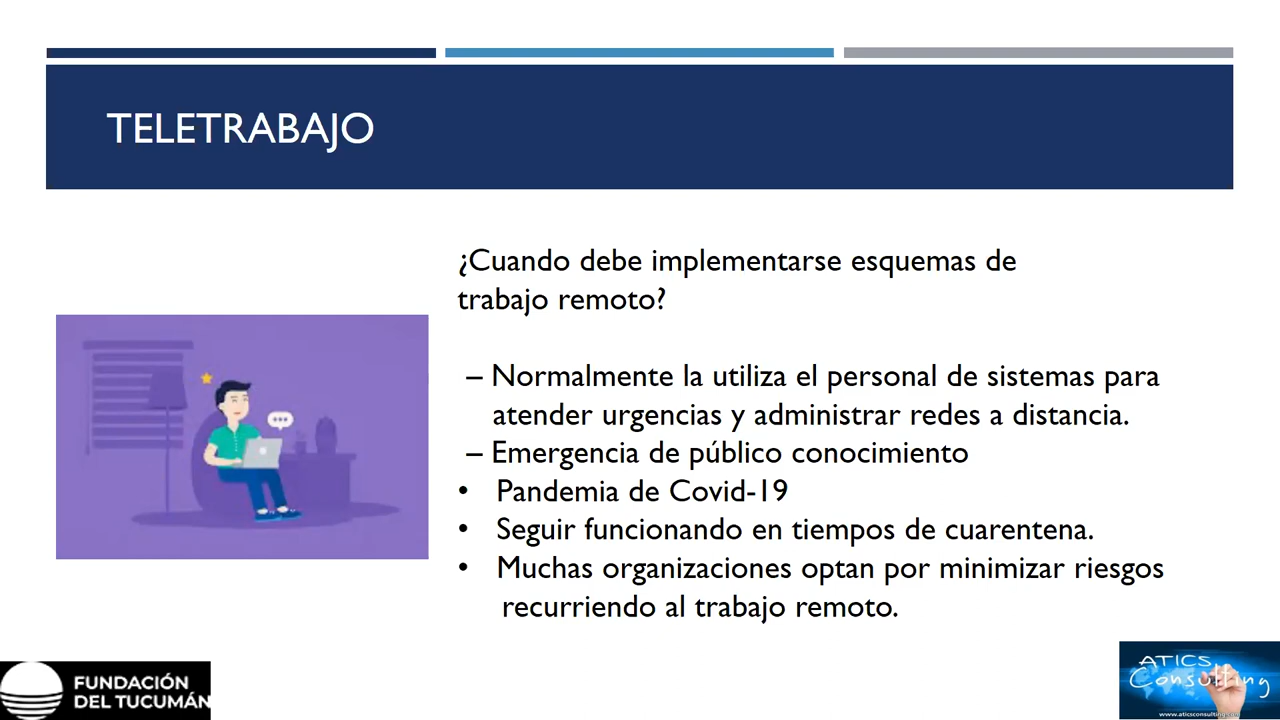 TELETRABAJO
¿Cuando debe implementarse esquemas de
trabajo remoto?
– Normalmente la utiliza el personal de sistemas para
atender urgencias y administrar redes a distancia.
– Emergencia de público conocimiento
• Pandemia de Covid-19
• Seguir funcionando en tiempos de cuarentena.
• Muchas organizaciones optan por minimizar riesgos
recurriendo al trabajo remoto.
FUNDACIÓN
DEL TUCUMÁN
ATICS
Consulting